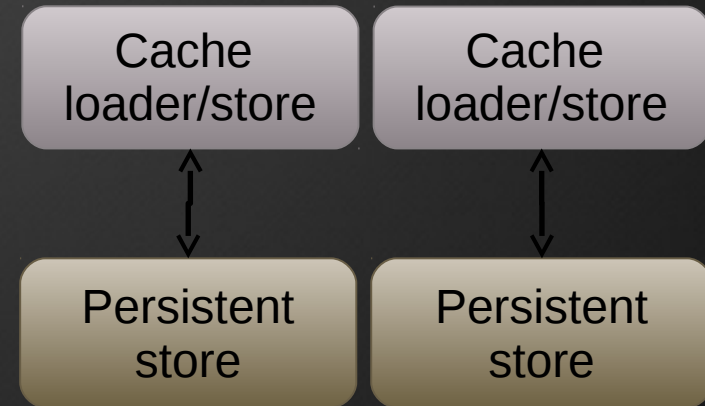 Cache
loader/store
Cache
loader/store
Persistent
store
Persistent
store